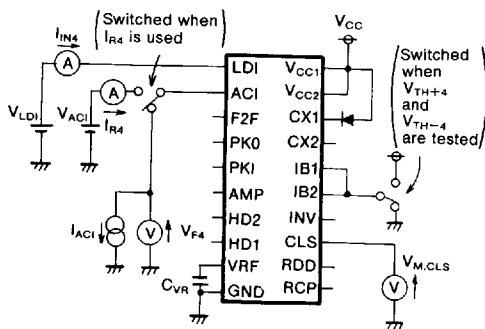 (Switched when
I_R4 is used)
V_CC
I_IN4
A
(Switched
when
V_TH+4
and
V_TH−4
are tested)
LDI
V_CC1
A
ACI
V_CC2
V_LDI
V_ACI
I_R4
F2F
CX1
PK0
CX2
PKI
IB1
AMP
IB2
I_ACI
V
V_F4
HD2
INV
HD1
CLS
V_M.CLS
VRF
RDD
V
C_VR
GND
RCP